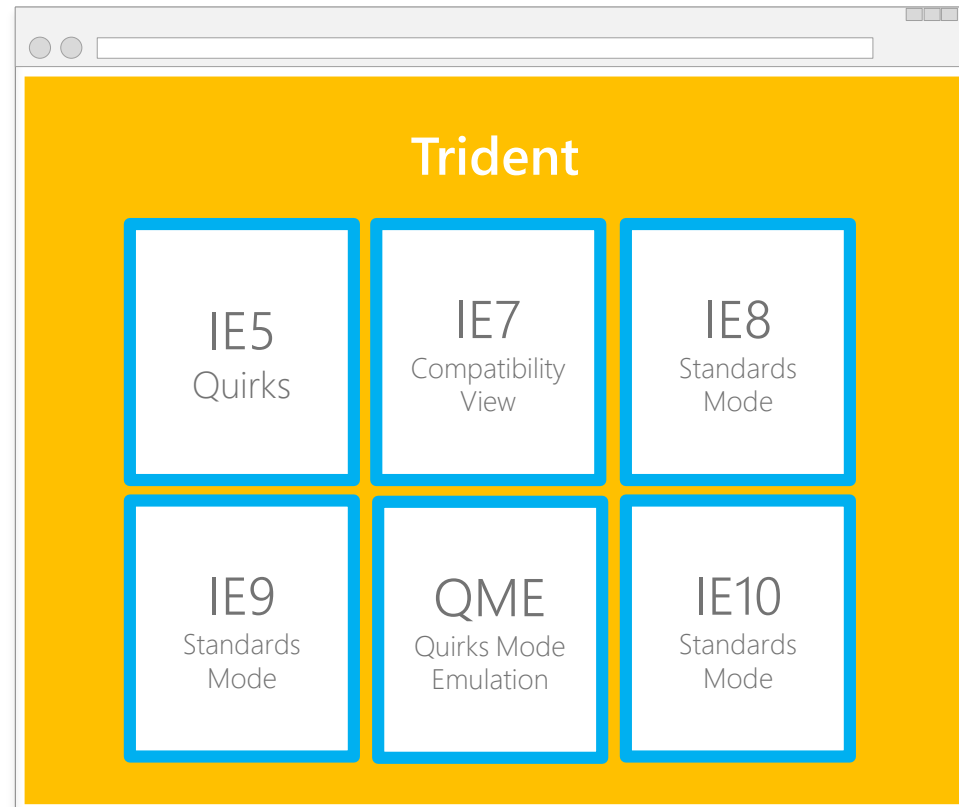 Trident
IE5
Quirks
IE7
Compatibility
View
IE8
Standards
Mode
IE9
Standards
Mode
QME
Quirks Mode
Emulation
IE10
Standards
Mode